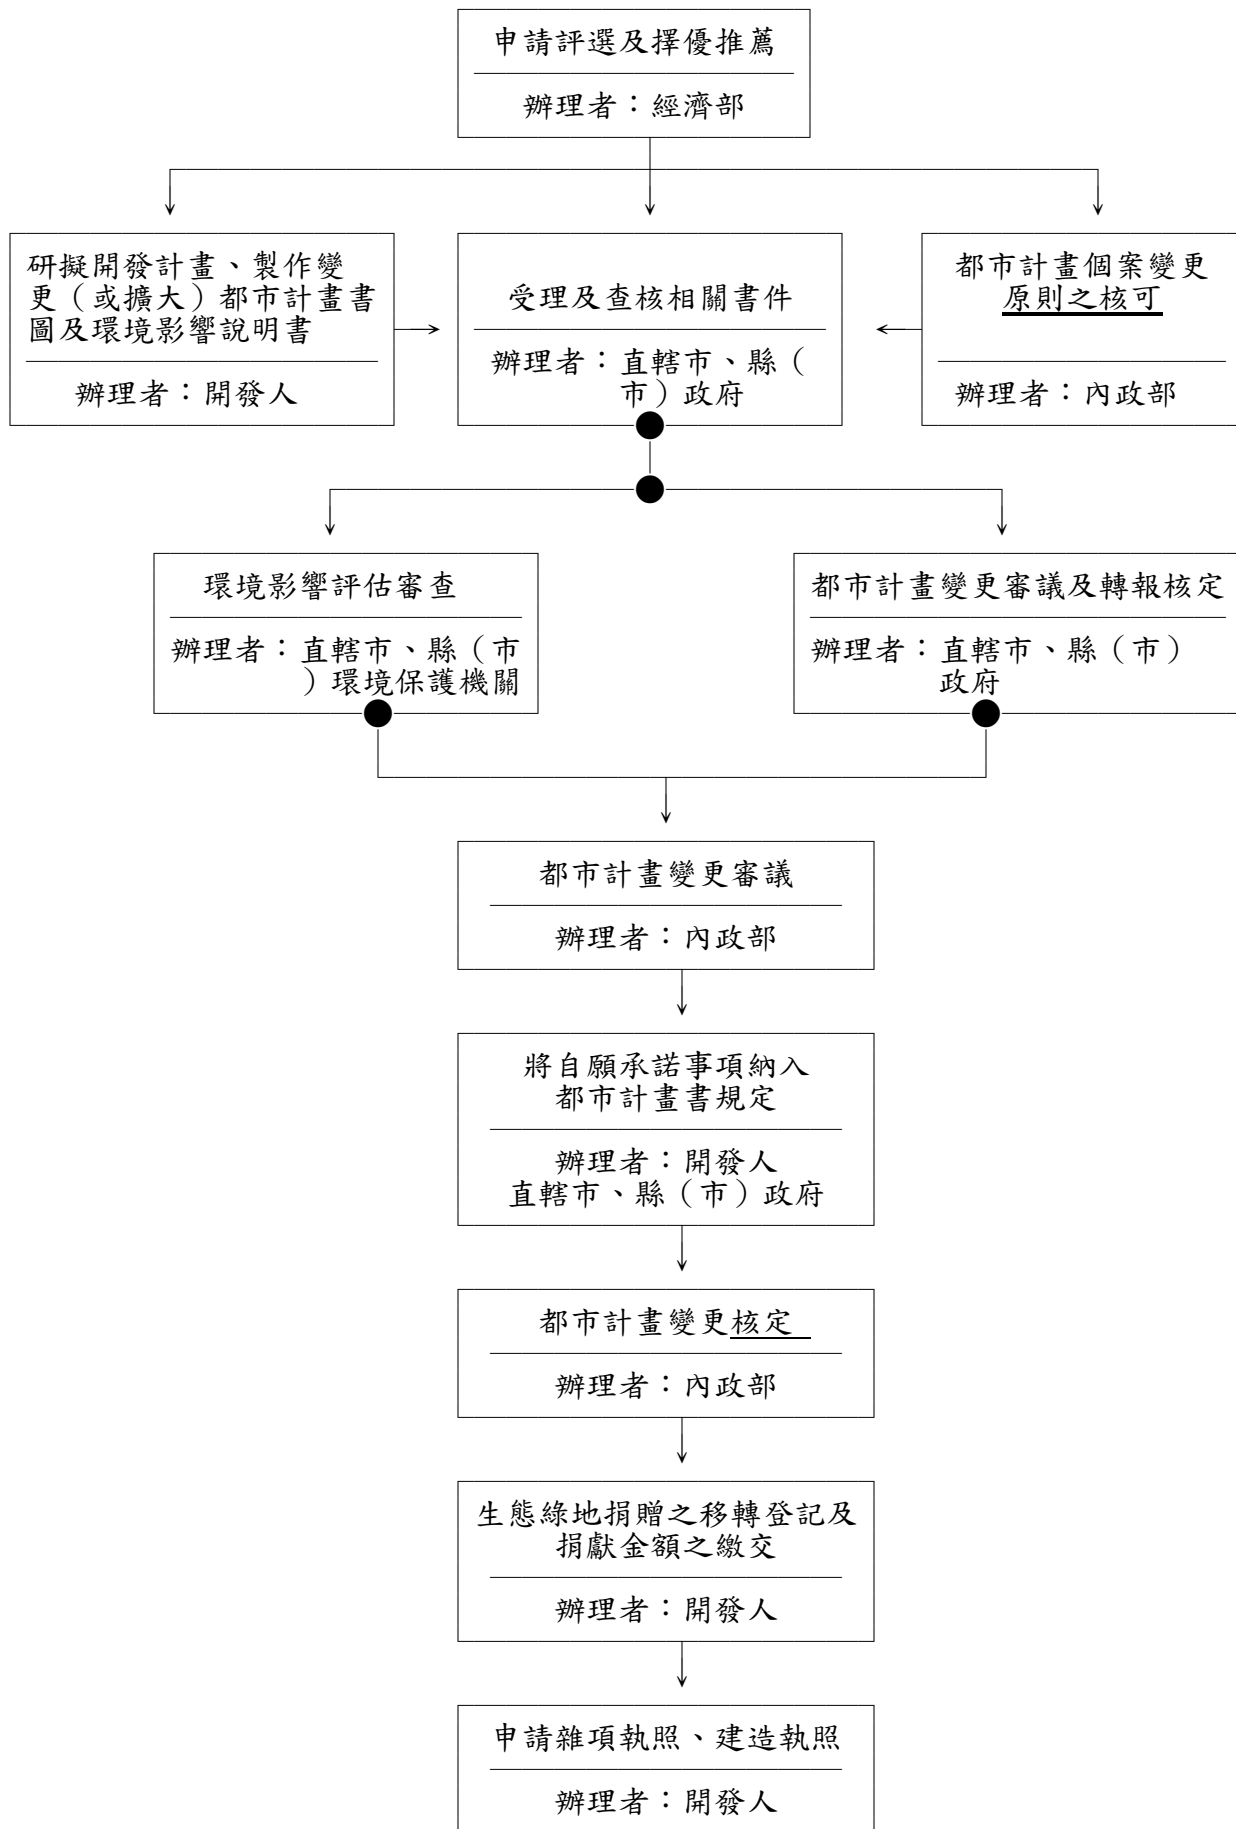 申請評選及擇優推薦
辦理者：經濟部
研擬開發計畫、製作變
更（或擴大）都市計畫書
圖及環境影響說明書
辦理者：開發人
受理及查核相關書件
辦理者：直轄市、縣（
市）政府
都市計畫個案變更
原則之核可
辦理者：內政部
環境影響評估審查
辦理者：直轄市、縣（市
）環境保護機關
都市計畫變更審議及轉報核定
辦理者：直轄市、縣（市）
政府
都市計畫變更審議
辦理者：內政部
將自願承諾事項納入
都市計畫書規定
辦理者：開發人
直轄市、縣（市）政府
都市計畫變更核定
辦理者：內政部
生態綠地捐贈之移轉登記及
捐獻金額之繳交
辦理者：開發人
申請雜項執照、建造執照
辦理者：開發人